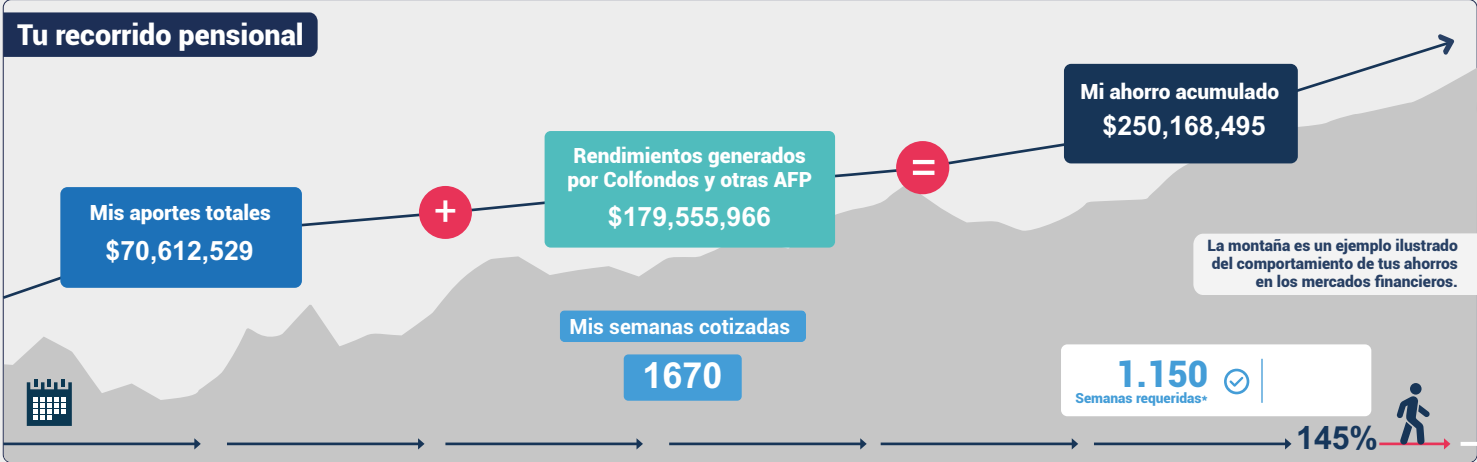 Tu recorrido pensional
Mis aportes totales
$70,612,529
+
Rendimientos generados
por Colfondos y otras AFP
$179,555,966
=
Mi ahorro acumulado
$250,168,495
La montaña es un ejemplo ilustrado
del comportamiento de tus ahorros
en los mercados financieros.
Mis semanas cotizadas
1670
1.150
Semanas requeridas*
145%